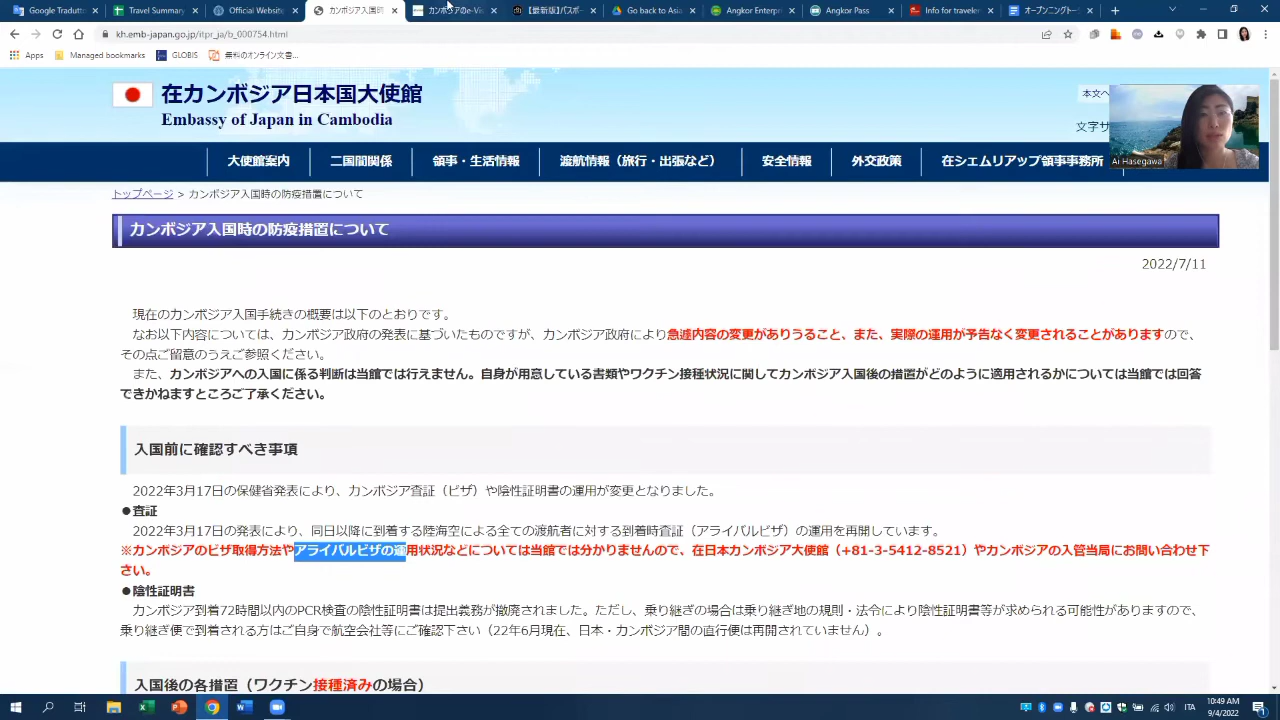 Google Traduttor
Travel Summary
Official Website
カンボジア入国時
カンボジアのe-Vis
【最新版】パスポー
Go back to Asia
Angkor Enterpr
Angkor Pass
Info for traveler
オープニングトー
kh.emb-japan.go.jp/itpr_ja/b_000754.html
Apps
Managed bookmarks
GLOBIS
無料のオンライン文書...
在カンボジア日本国大使館
Embassy of Japan in Cambodia
本文へ
文字サ
Ai Hasegawa
大使館案内
二国間関係
領事・生活情報
渡航情報（旅行・出張など）
安全情報
外交政策
在シェムリアップ領事事務所
トップページ > カンボジア入国時の防疫措置について
カンボジア入国時の防疫措置について
2022/7/11
現在のカンボジア入国手続きの概要は以下のとおりです。
なお以下内容については、カンボジア政府の発表に基づいたものですが、カンボジア政府により急遽内容の変更がありうること、また、実際の運用が予告なく変更されることがありますので、
その点ご留意のうえご参照ください。
また、カンボジアへの入国に係る判断は当館では行えません。自身が用意している書類やワクチン接種状況に関してカンボジア入国後の措置がどのように適用されるかについては当館では回答
できかねますところご了承ください。
入国前に確認すべき事項
2022年3月17日の保健省発表により、カンボジア査証（ビザ）や陰性証明書の運用が変更となりました。
●査証
2022年3月17日の発表により、同日以降に到着する陸海空による全ての渡航者に対する到着時査証（アライバルビザ）の運用を再開しています。
※カンボジアのビザ取得方法やアライバルビザの運用状況などについては当館では分かりませんので、在日本カンボジア大使館（+81-3-5412-8521）やカンボジアの入管当局にお問い合わせ下
さい。
●陰性証明書
カンボジア到着72時間以内のPCR検査の陰性証明書は提出義務が撤廃されました。ただし、乗り継ぎの場合は乗り継ぎ地の規則・法令により陰性証明書等が求められる可能性がありますので、
乗り継ぎ便で到着される方はご自身で航空会社等にご確認下さい（22年6月現在、日本・カンボジア間の直行便は再開されていません）。
入国後の各措置（ワクチン接種済みの場合）
ITA
10:49 AM
9/4/2022